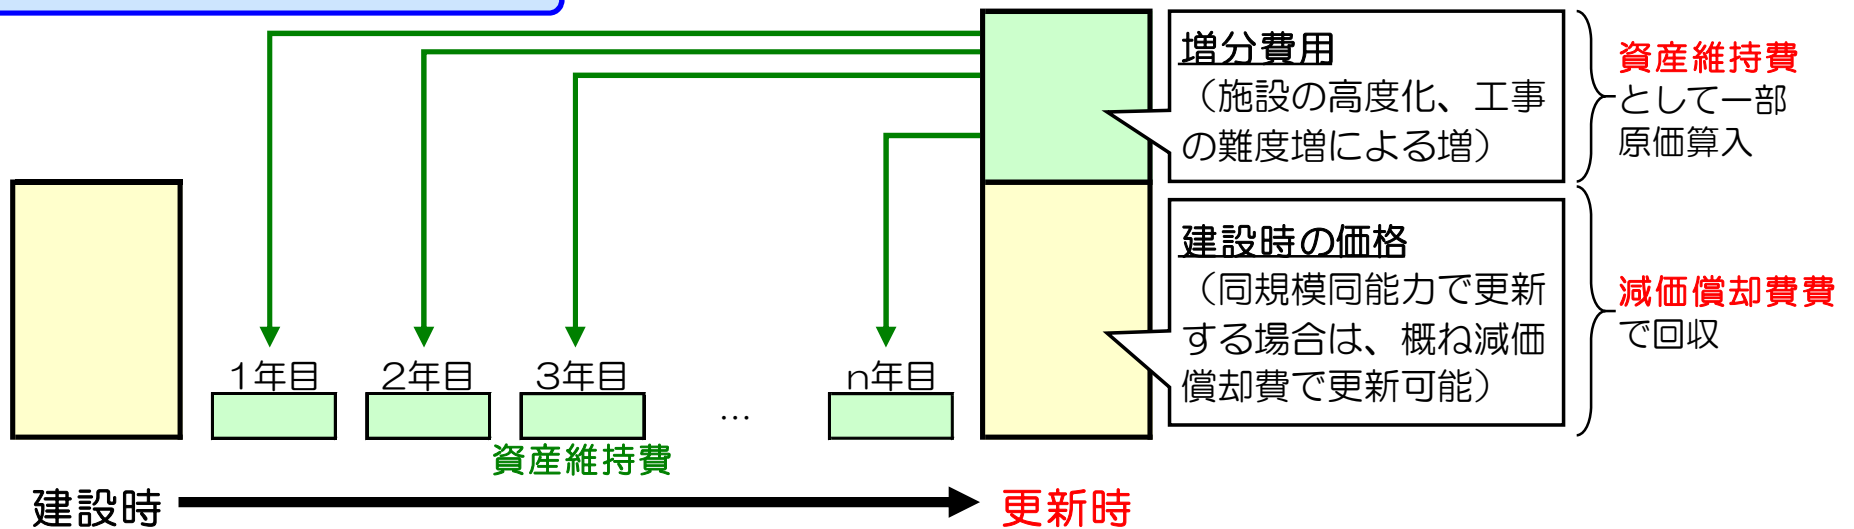 増分費用
（施設の高度化、工事
の難度増による増）
資産維持費
として一部
原価算入
建設時の価格
（同規模同能力で更新
する場合は、概ね減価
償却費で更新可能）
減価償却費費
で回収
1年目
2年目
3年目
…
n年目
資産維持費
建設時
更新時